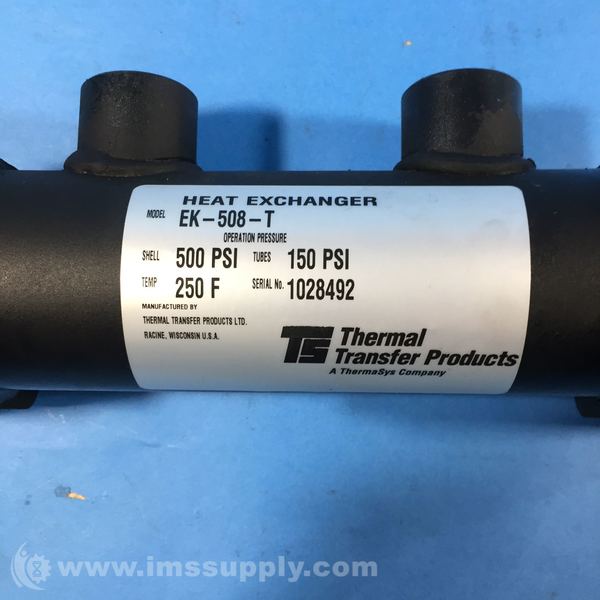 HEAT EXCHANGER
MODEL EK-508-T
OPERATION PRESSURE
SHELL 500 PSI TUBES 150 PSI
TEMP 250 F SERIAL No. 1028492
MANUFACTURED BY
THERMAL TRANSFER PRODUCTS LTD.
RACINE, WISCONSIN U.S.A.
Thermal
Transfer Products
A ThermaSys Company
www.imssupply.com